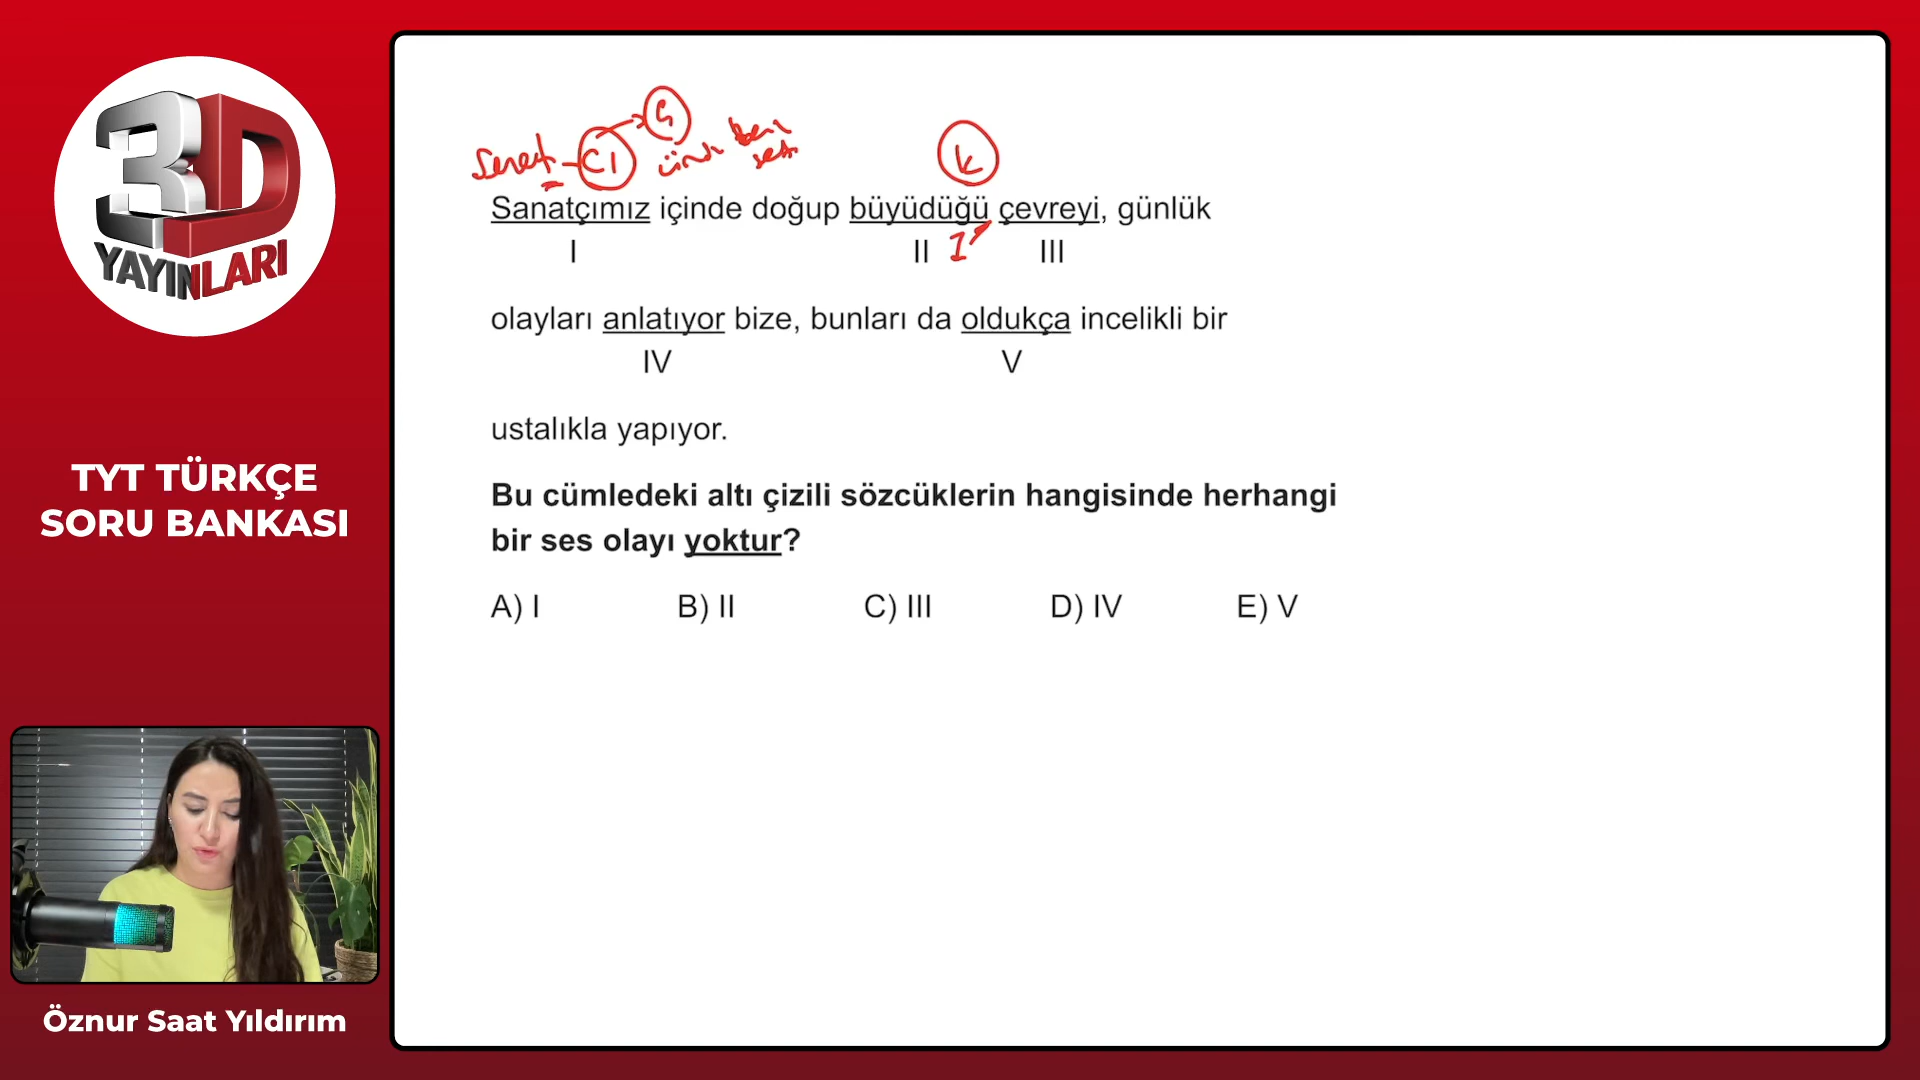 3D
YAYINLARI
TYT TÜRKÇE
SORU BANKASI
Öznur Saat Yıldırım
Sanat - CI Ç
k
Sanatçımız içinde doğup büyüdüğü çevreyi, günlük
I II I III
olayları anlatıyor bize, bunları da oldukça incelikli bir
IV V
ustalıkla yapıyor.
Bu cümledeki altı çizili sözcüklerin hangisinde herhangi
bir ses olayı yoktur?
A) I B) II C) III D) IV E) V